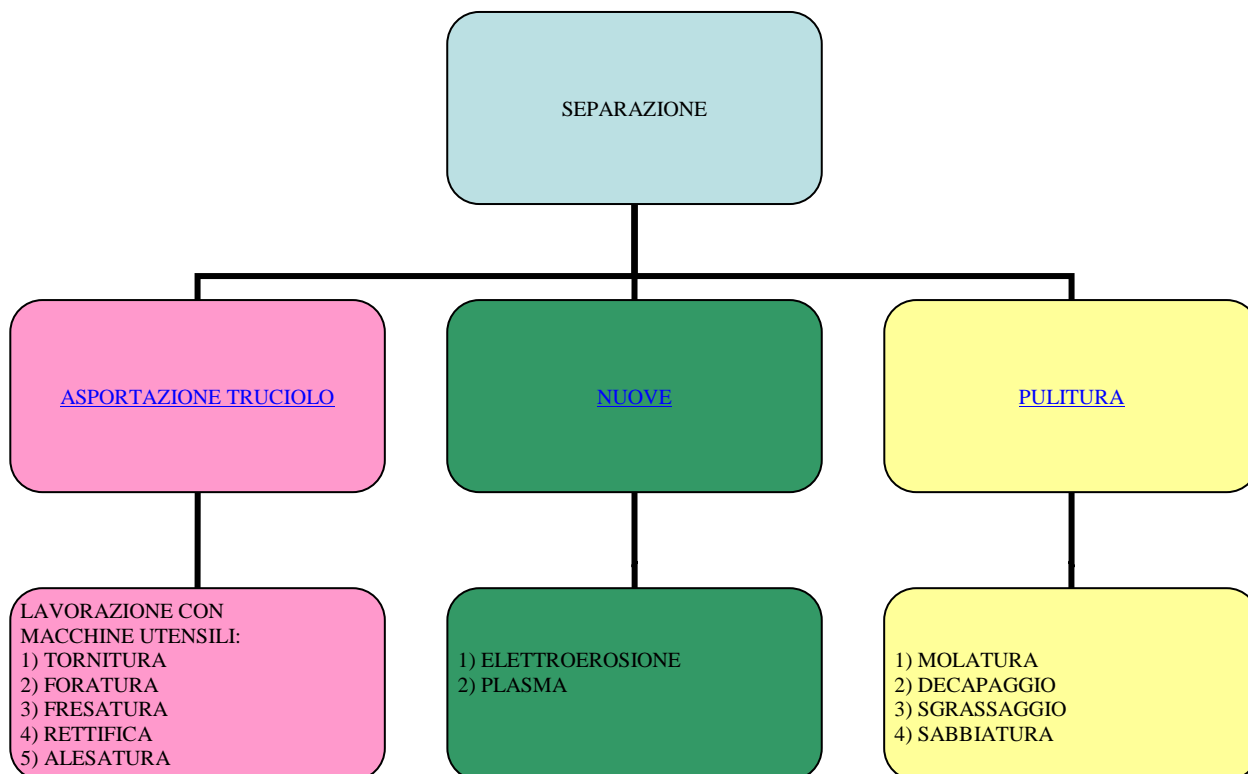 SEPARAZIONE
ASPORTAZIONE TRUCIOLO
NUOVE
PULITURA
LAVORAZIONE CON
MACCHINE UTENSILI:
1) TORNITURA
2) FORATURA
3) FRESATURA
4) RETTIFICA
5) ALESATURA
1) ELETTROEROSIONE
2) PLASMA
1) MOLATURA
2) DECAPAGGIO
3) SGRASSAGGIO
4) SABBIATURA